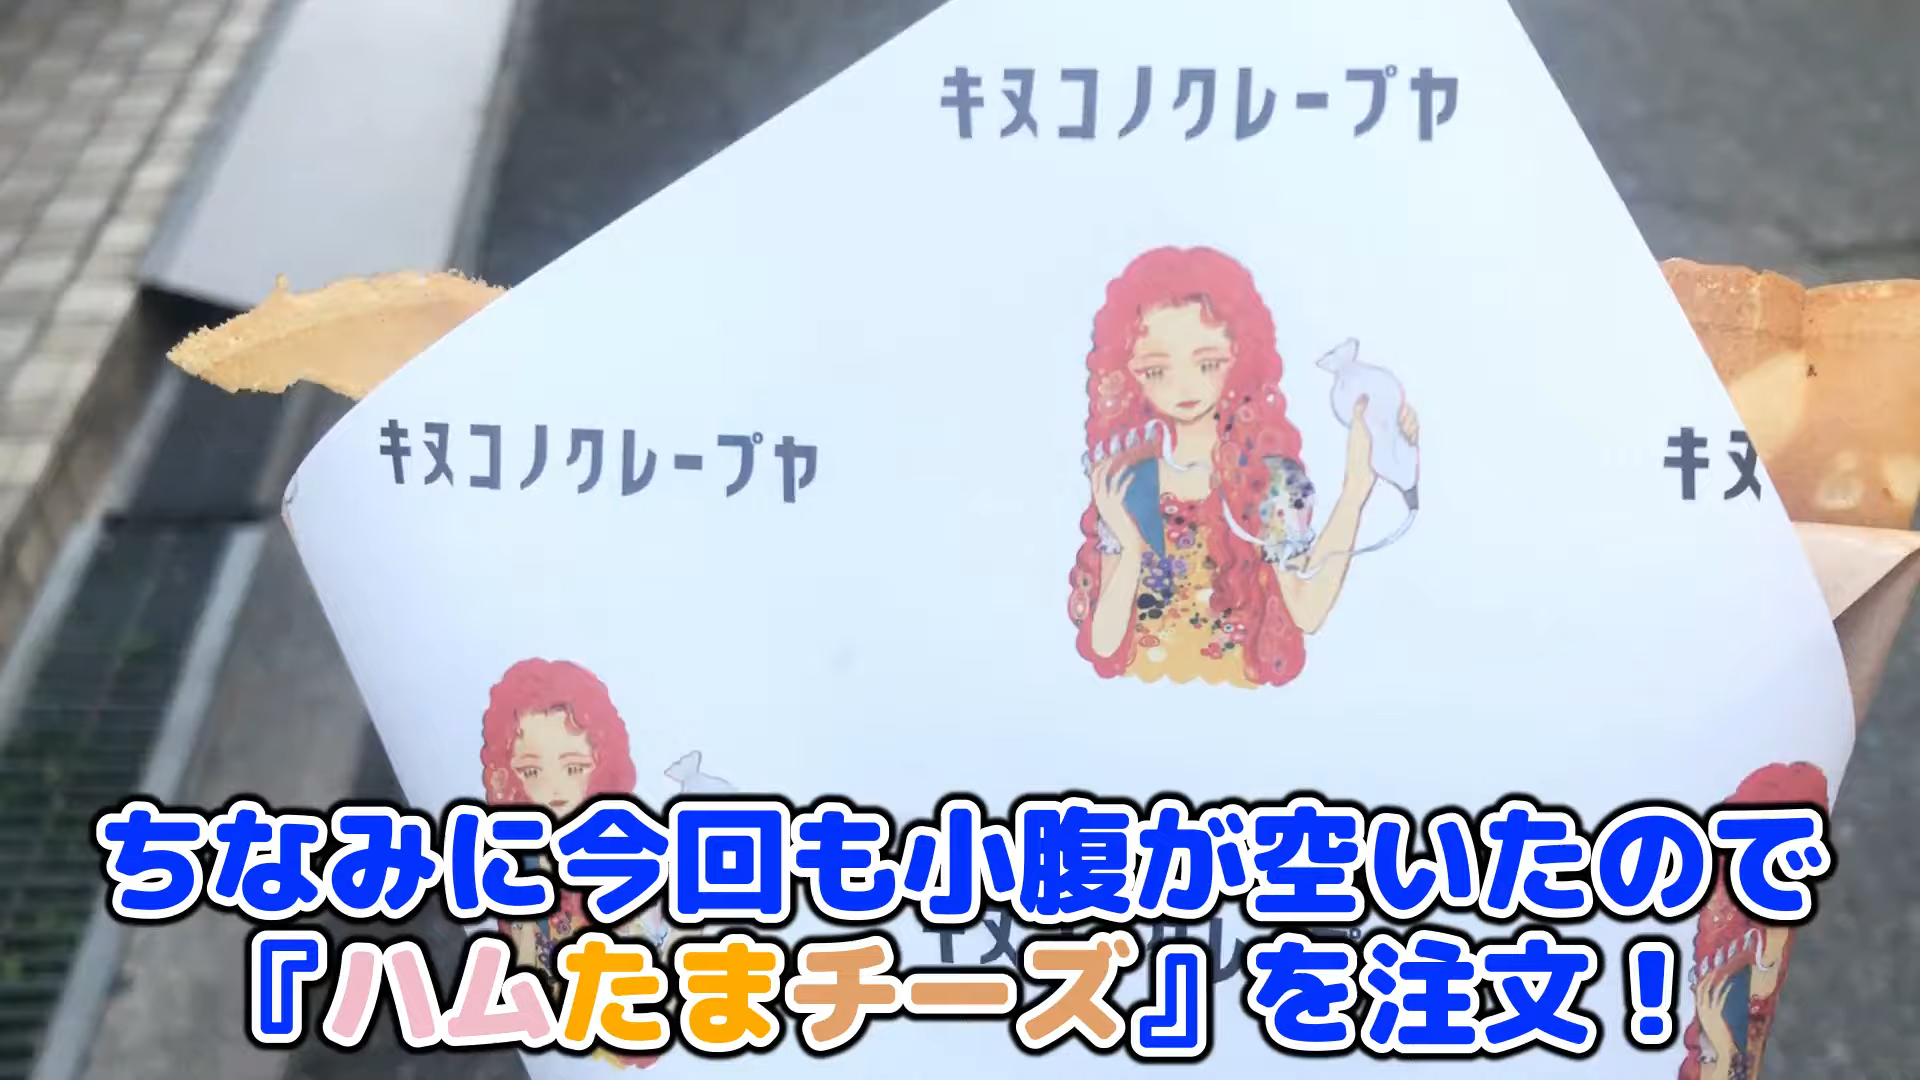 キヌコノクレープヤ
キヌコノクレープヤ
キヌ
ちなみに今回も小腹が空いたので
『ハムたまチーズ』を注文！